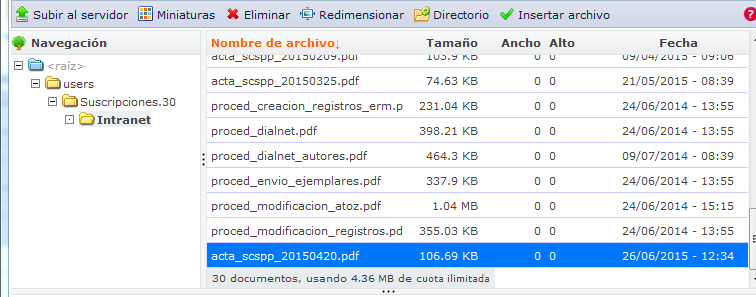 Subir al servidor Miniaturas Eliminar Redimensionar Directorio Insertar archivo ?
Navegación
<raíz>
users
Suscripciones.30
Intranet
Nombre de archivo↓ Tamaño Ancho Alto Fecha
acta_scspp_20150209.pdf 103.9 KB 0 0 09/04/2015 - 09:06
acta_scspp_20150325.pdf 74.63 KB 0 0 21/05/2015 - 08:39
proced_creacion_registros_erm.p 231.04 KB 0 0 24/06/2014 - 13:55
proced_dialnet.pdf 398.21 KB 0 0 24/06/2014 - 13:55
proced_dialnet_autores.pdf 464.3 KB 0 0 09/07/2014 - 08:39
proced_envio_ejemplares.pdf 337.9 KB 0 0 24/06/2014 - 13:55
proced_modificacion_atoz.pdf 1.04 MB 0 0 24/06/2014 - 15:15
proced_modificacion_registros.pd 355.03 KB 0 0 24/06/2014 - 13:55
acta_scspp_20150420.pdf 106.69 KB 0 0 26/06/2015 - 12:34
30 documentos, usando 4.36 MB de cuota ilimitada